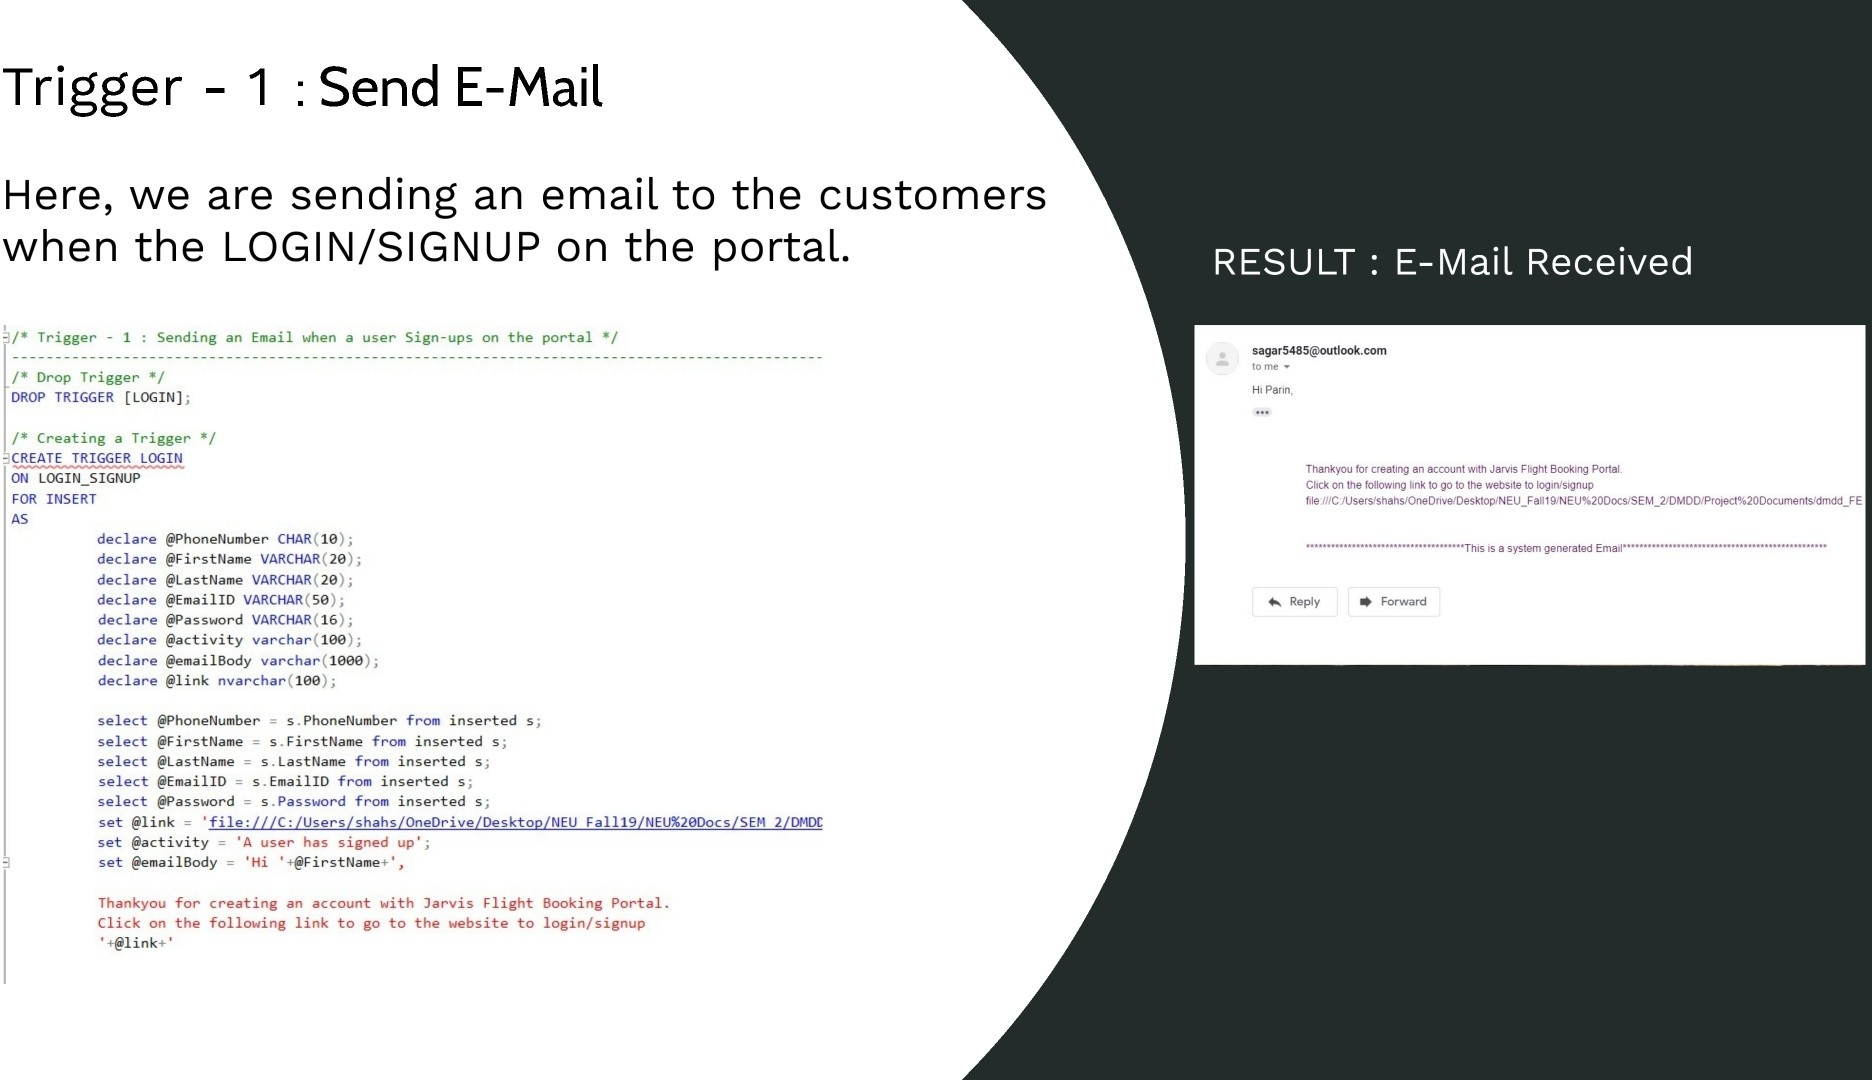 Trigger - 1 : Send E-Mail
Here, we are sending an email to the customers
when the LOGIN/SIGNUP on the portal.
/* Trigger - 1 : Sending an Email when a user Sign-ups on the portal */
-----------------------------------------------------------------------------------------------
/* Drop Trigger */
DROP TRIGGER [LOGIN];
/* Creating a Trigger */
CREATE TRIGGER LOGIN
ON LOGIN_SIGNUP
FOR INSERT
AS
declare @PhoneNumber CHAR(10);
declare @FirstName VARCHAR(20);
declare @LastName VARCHAR(20);
declare @EmailID VARCHAR(50);
declare @Password VARCHAR(16);
declare @activity varchar(100);
declare @emailBody varchar(1000);
declare @link nvarchar(100);
select @PhoneNumber = s.PhoneNumber from inserted s;
select @FirstName = s.FirstName from inserted s;
select @LastName = s.LastName from inserted s;
select @EmailID = s.EmailID from inserted s;
select @Password = s.Password from inserted s;
set @link = 'file:///C:/Users/shahs/OneDrive/Desktop/NEU_Fall19/NEU%20Docs/SEM_2/DMDD
set @activity = 'A user has signed up';
set @emailBody = 'Hi '+@FirstName+',
Thankyou for creating an account with Jarvis Flight Booking Portal.
Click on the following link to go to the website to login/signup
'+@link+'
RESULT : E-Mail Received
sagar5485@outlook.com
to me
Hi Parin,
•••
Thankyou for creating an account with Jarvis Flight Booking Portal.
Click on the following link to go to the website to login/signup
file:///C:/Users/shahs/OneDrive/Desktop/NEU_Fall19/NEU%20Docs/SEM_2/DMDD/Project%20Documents/dmdd_FE
**************************************This is a system generated Email*************************************************
Reply
Forward